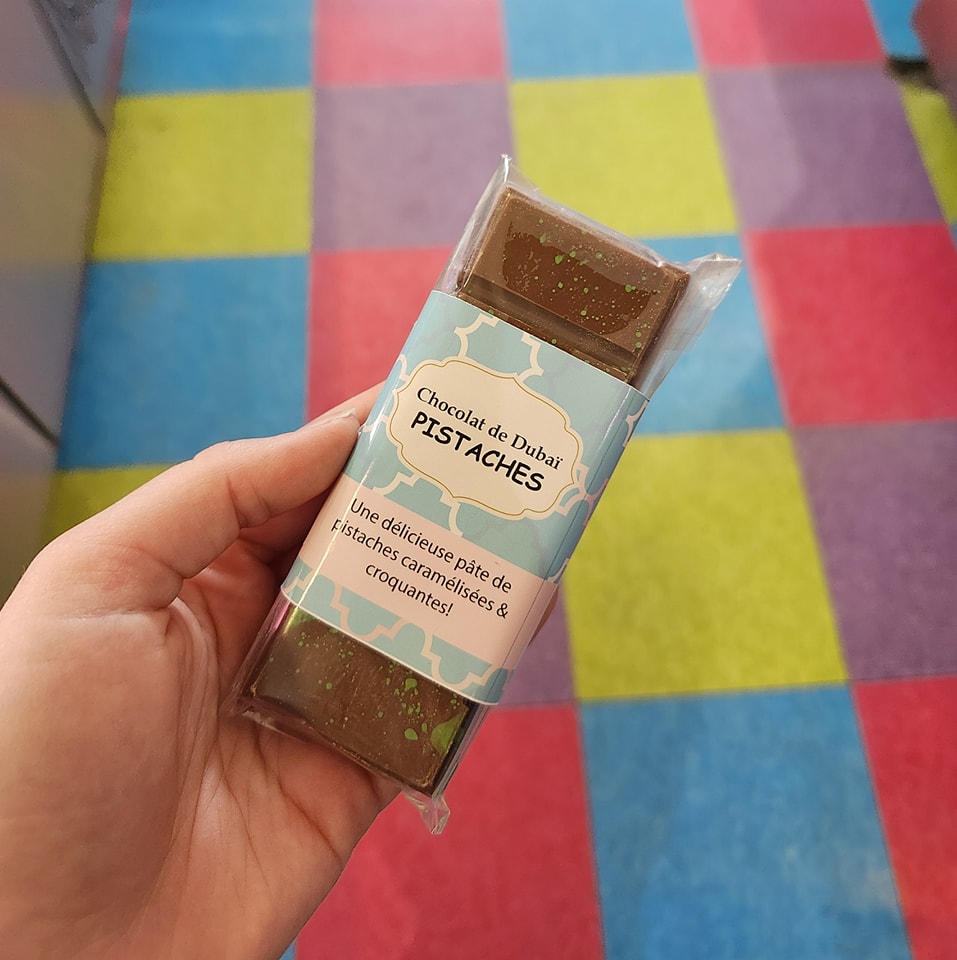 Chocolat de Dubaï
PISTACHES
Une délicieuse pâte de
pistaches caramélisées &
croquantes!